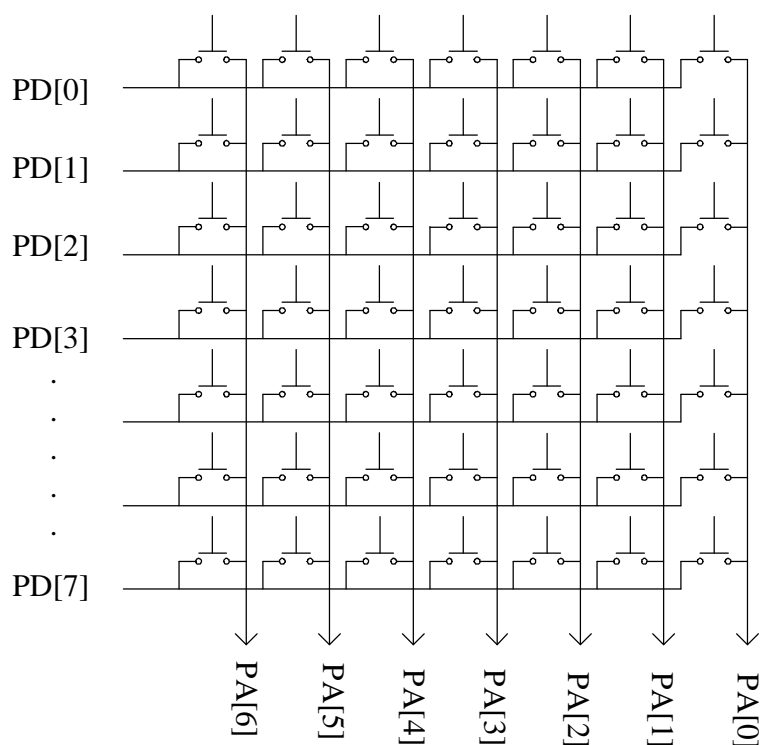 PD[0]
PD[1]
PD[2]
PD[3]
.
.
.
.
.
PD[7]
PA[6]
PA[5]
PA[4]
PA[3]
PA[2]
PA[1]
PA[0]